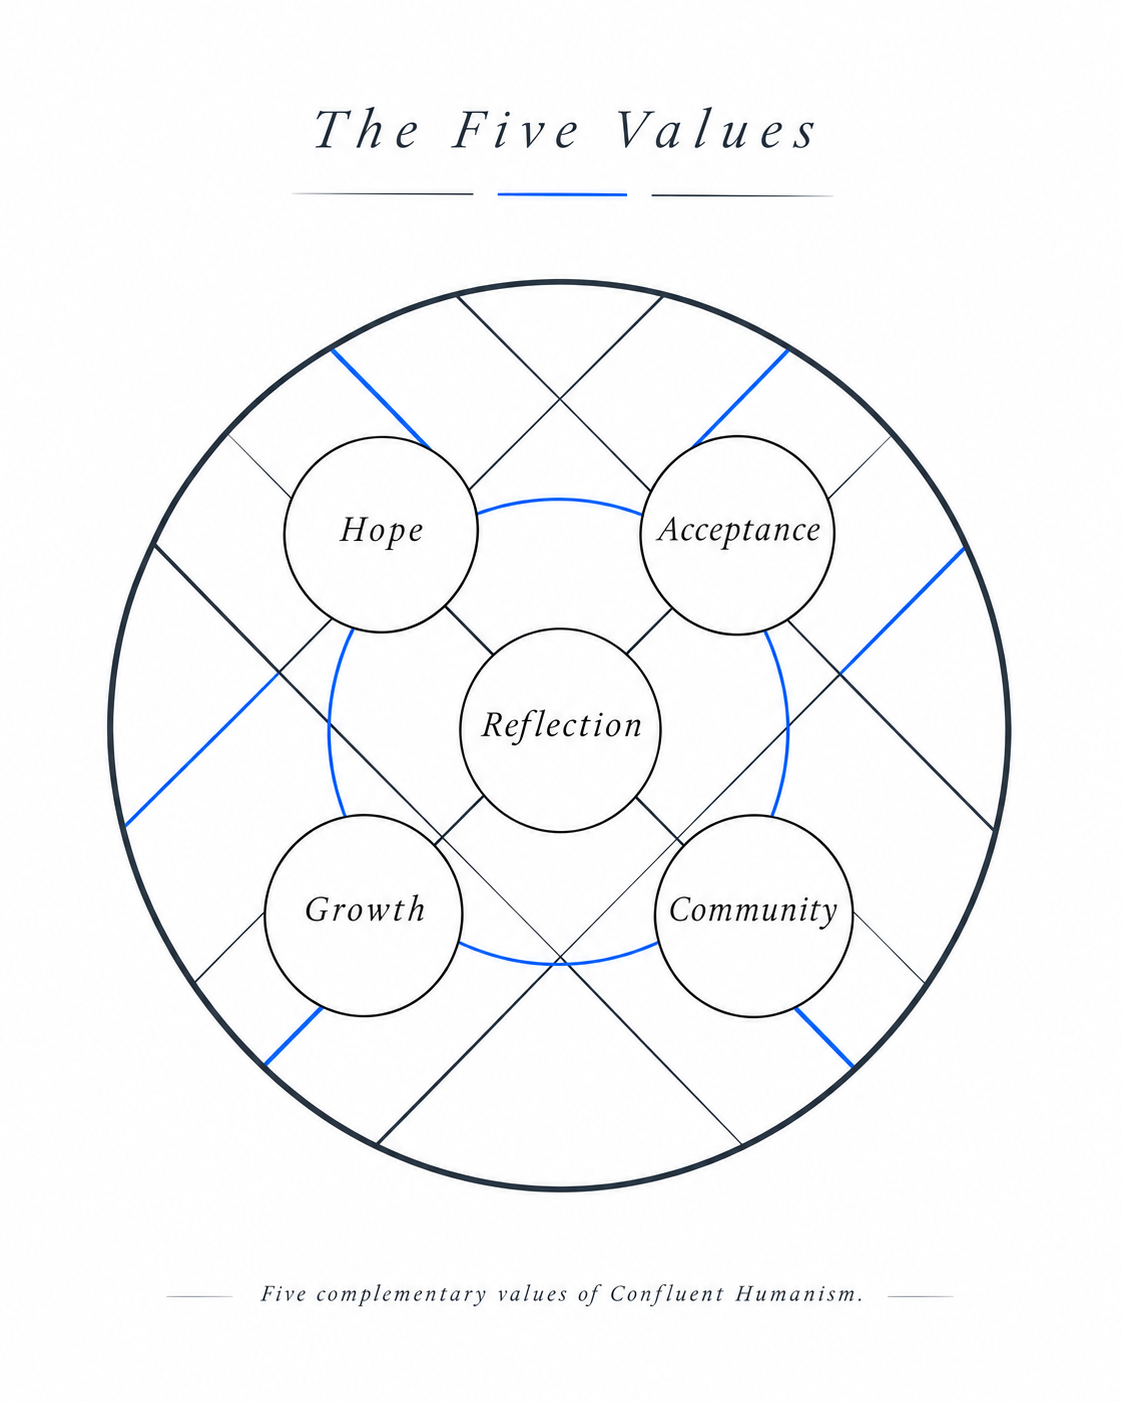 The Five Values
Hope
Acceptance
Reflection
Growth
Community
Five complementary values of Confluent Humanism.